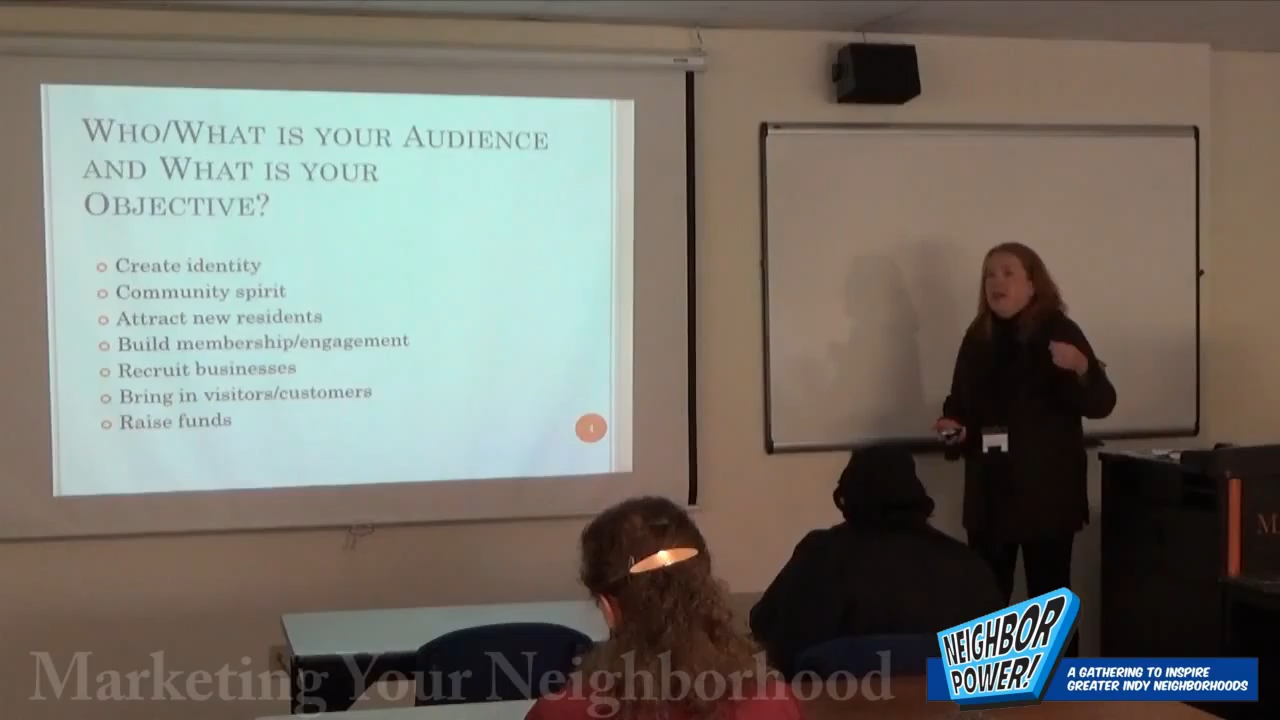 WHO/WHAT IS YOUR AUDIENCE
AND WHAT IS YOUR
OBJECTIVE?
Create identity
Community spirit
Attract new residents
Build membership/engagement
Recruit businesses
Bring in visitors/customers
Raise funds
4
Marketing Your Neighborhood
NEIGHBOR
POWER!
A GATHERING TO INSPIRE
GREATER INDY NEIGHBORHOODS